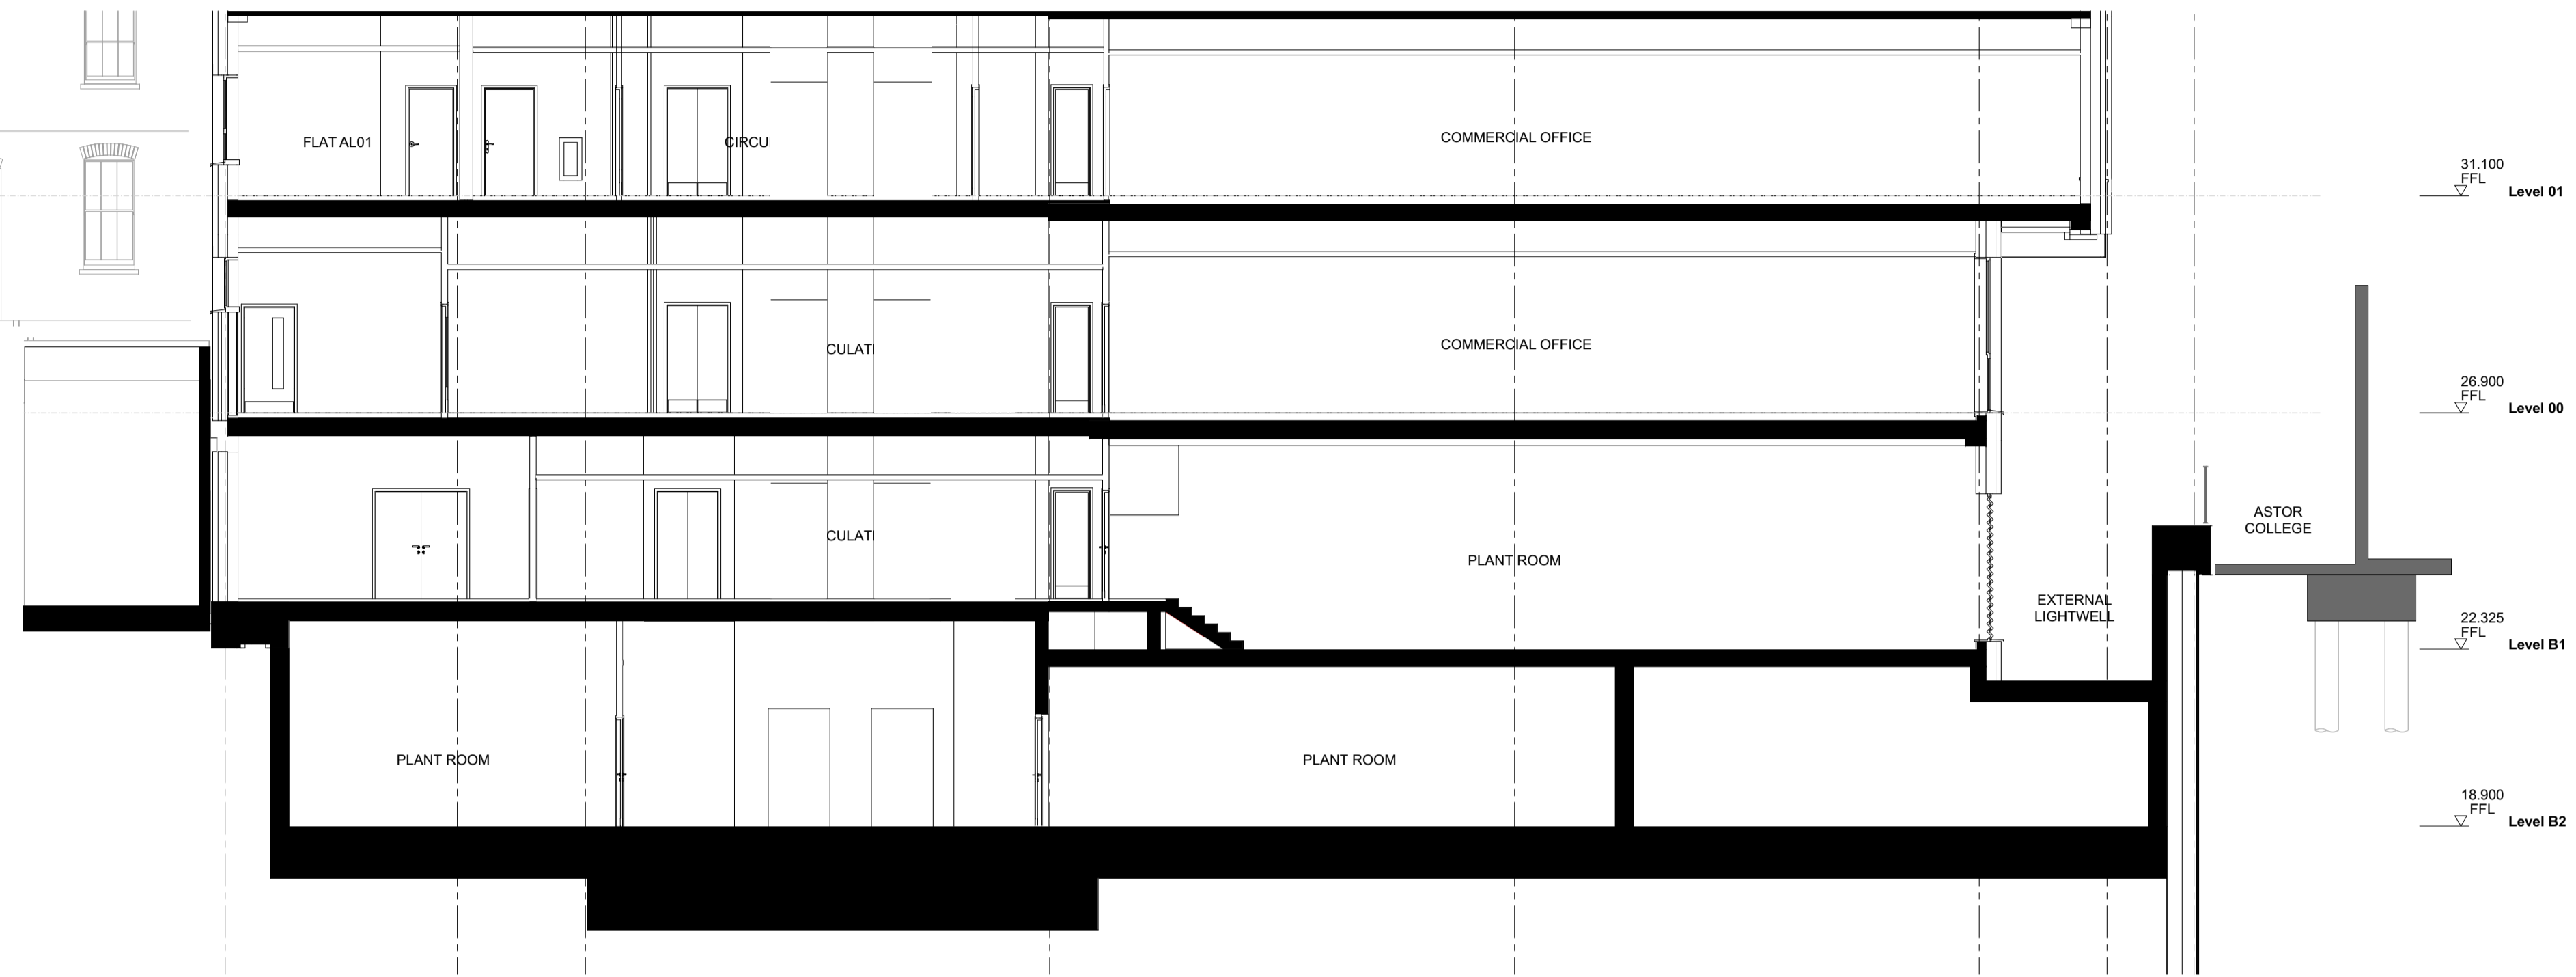 FLAT AL01
CIRCU
COMMERCIAL OFFICE
31.100
FFL
Level 01
CULATI
COMMERCIAL OFFICE
26.900
FFL
Level 00
CULATI
PLANT ROOM
ASTOR
COLLEGE
EXTERNAL
LIGHTWELL
22.325
FFL
Level B1
PLANT ROOM
PLANT ROOM
18.900
FFL
Level B2